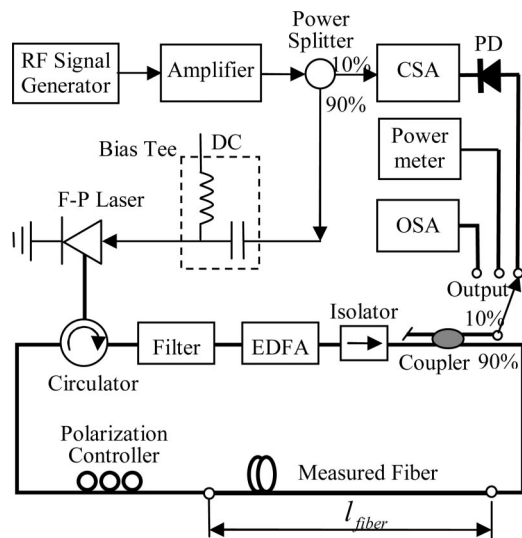 Power
Splitter
PD
RF Signal
Generator
Amplifier
10%
CSA
90%
Bias Tee
DC
Power
meter
F-P Laser
OSA
Output
Isolator
10%
Filter
EDFA
Coupler
90%
Circulator
Polarization
Controller
Measured Fiber
l_fiber